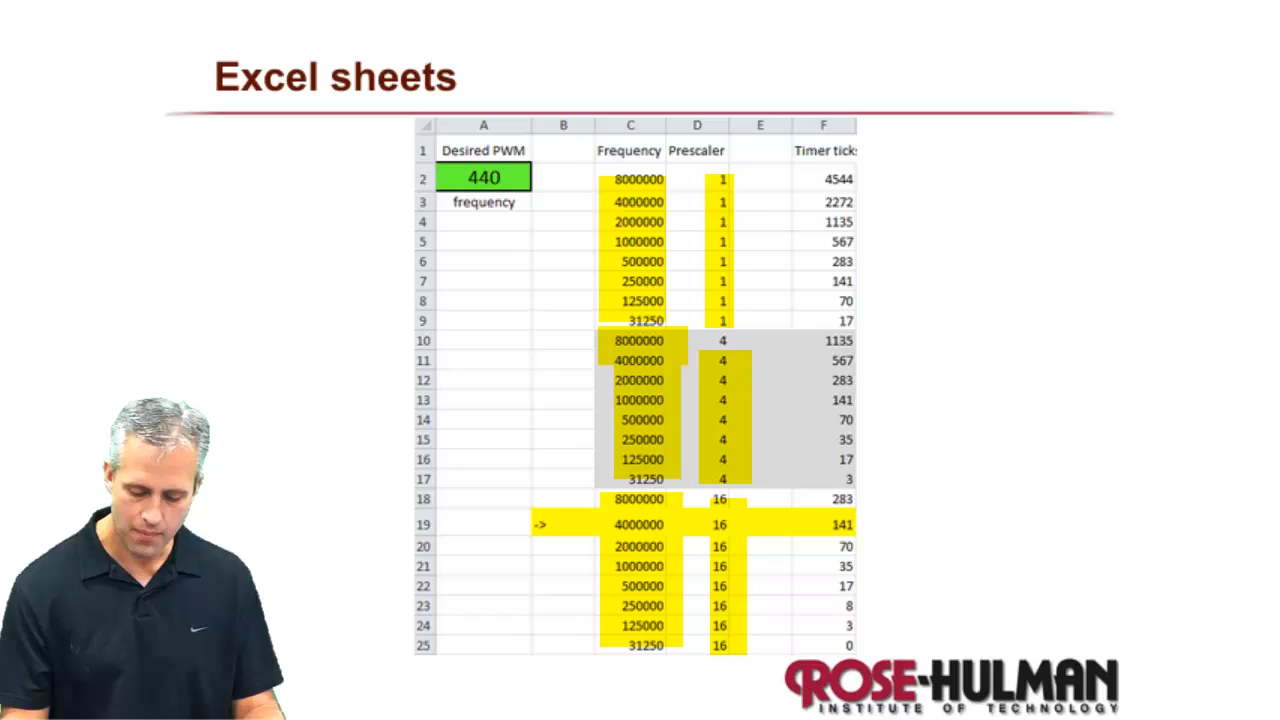 Excel sheets
A B C D E F
1 Desired PWM Frequency Prescaler Timer ticks
2 440 8000000 1 4544
3 frequency 4000000 1 2272
4 2000000 1 1135
5 1000000 1 567
6 500000 1 283
7 250000 1 141
8 125000 1 70
9 31250 1 17
10 8000000 4 1135
11 4000000 4 567
12 2000000 4 283
13 1000000 4 141
14 500000 4 70
15 250000 4 35
16 125000 4 17
17 31250 4 3
18 8000000 16 283
19 -> 4000000 16 141
20 2000000 16 70
21 1000000 16 35
22 500000 16 17
23 250000 16 8
24 125000 16 3
25 31250 16 0
ROSE-HULMAN
INSTITUTE OF TECHNOLOGY